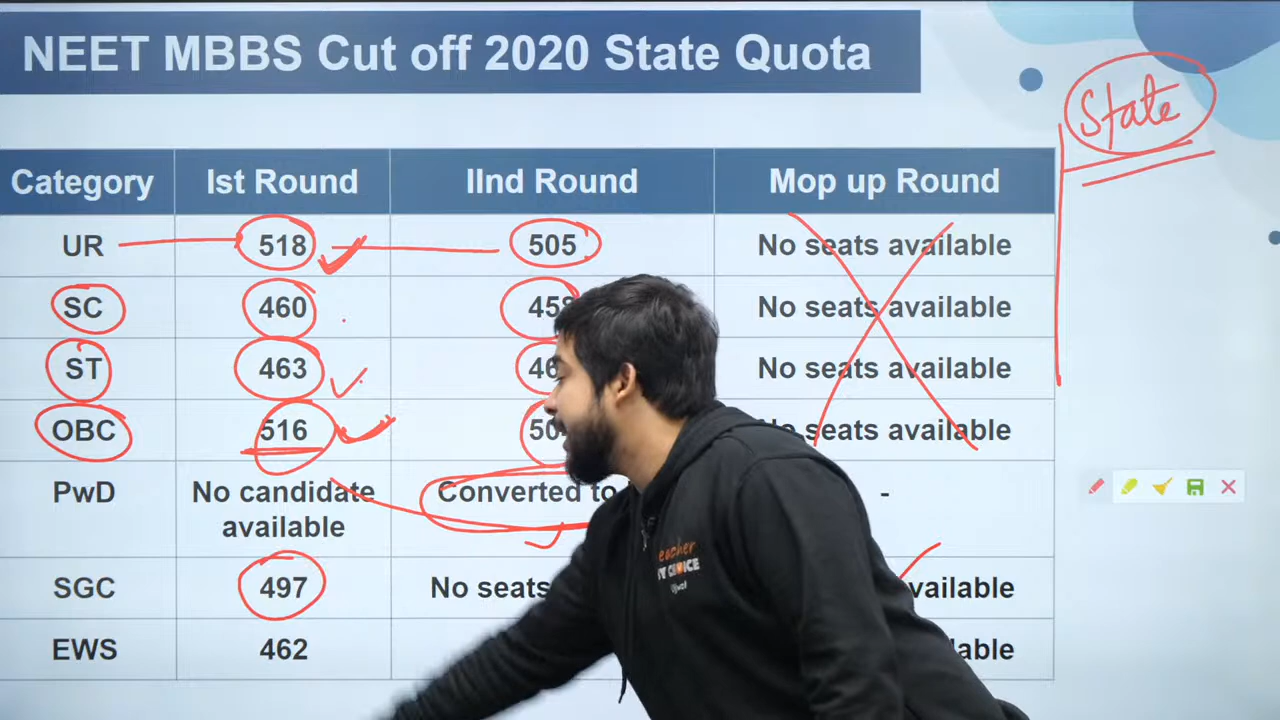 NEET MBBS Cut off 2020 State Quota
State
Category Ist Round IInd Round Mop up Round
UR 518 505 No seats available
SC 460 No seats available
ST 463 No seats available
OBC 516 No seats available
PwD No candidate available Converted to -
SGC 497 No seats available
EWS 462